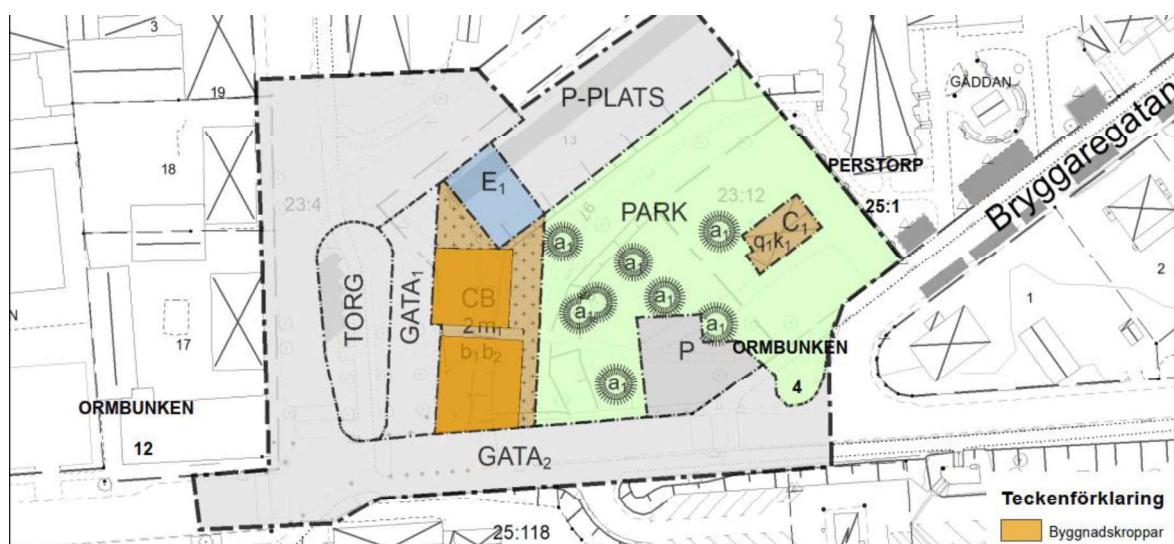 3
19
18
17
ORMBUNKEN
12
23:4
TORG
GATA₁
P-PLATS
13
E₁
CB
2 m₁
b₁ b₂
97
PARK
23:12
C₁
q₁k₁
a₁
a₁
a₁
a₁
a₁
a₁
a₁
P
ORMBUNKEN
4
GATA₂
25:118
GÄDDAN
PERSTORP
25:1
Bryggaregatan
2
1
Teckenförklaring
Byggnadskroppar